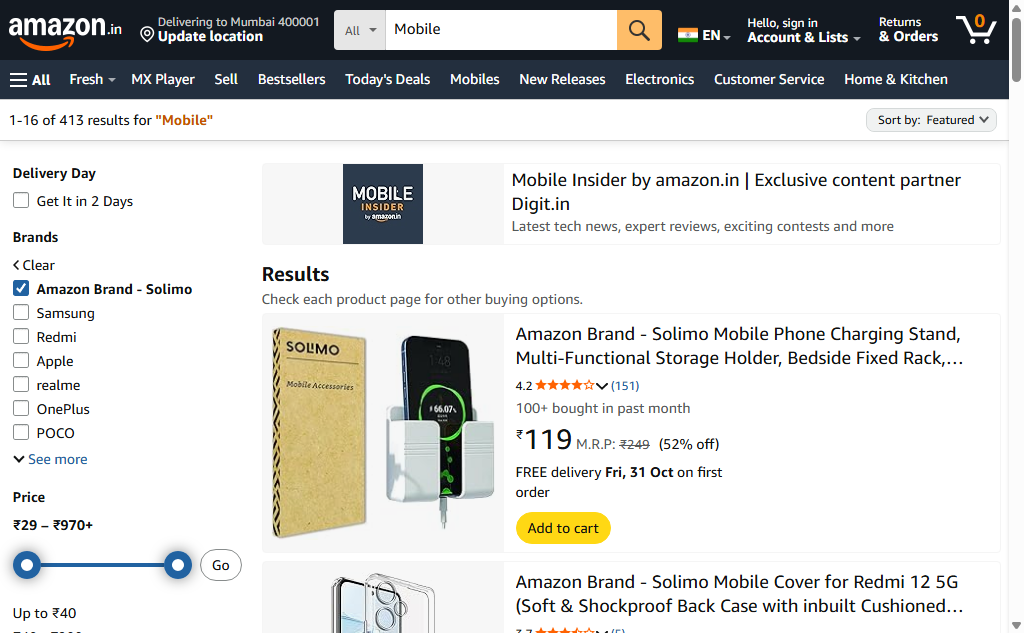 amazon.in
Delivering to Mumbai 400001
Update location
All
Mobile
EN
Hello, sign in
Account & Lists
Returns
& Orders
0
All
Fresh
MX Player
Sell
Bestsellers
Today's Deals
Mobiles
New Releases
Electronics
Customer Service
Home & Kitchen
1-16 of 413 results for "Mobile"
Sort by: Featured
Delivery Day
Get It in 2 Days
Brands
Clear
Amazon Brand - Solimo
Samsung
Redmi
Apple
realme
OnePlus
POCO
See more
Price
₹29 – ₹970+
Go
Up to ₹40
MOBILE
INSIDER
by amazon.in
Mobile Insider by amazon.in | Exclusive content partner
Digit.in
Latest tech news, expert reviews, exciting contests and more
Results
Check each product page for other buying options.
SOLIMO
Mobile Accessories
1:48
66.07%
Amazon Brand - Solimo Mobile Phone Charging Stand,
Multi-Functional Storage Holder, Bedside Fixed Rack,…
4.2 (151)
100+ bought in past month
₹119 M.R.P: ₹249 (52% off)
FREE delivery Fri, 31 Oct on first
order
Add to cart
Amazon Brand - Solimo Mobile Cover for Redmi 12 5G
(Soft & Shockproof Back Case with inbuilt Cushioned…
3.7 (5)